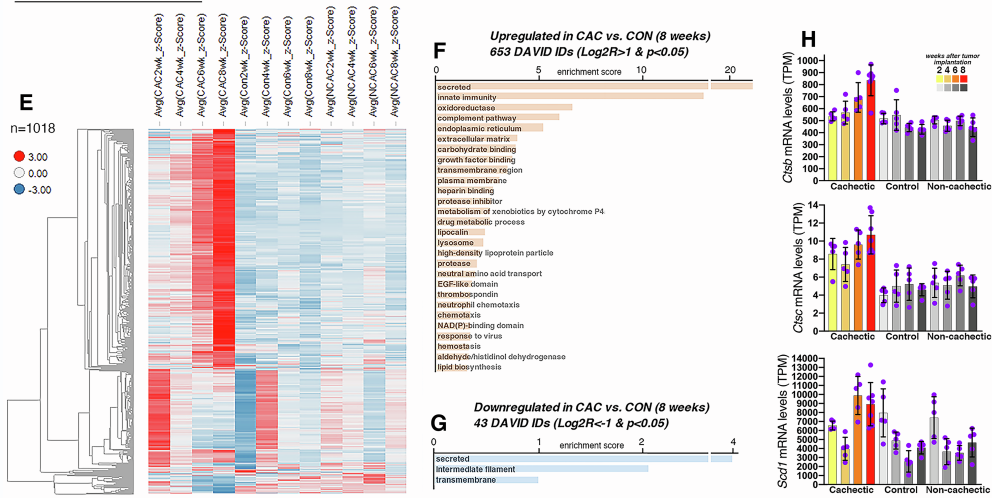 E
n=1018
3.00
0.00
-3.00
Avg(CAC2wk_z-Score)
Avg(CAC4wk_z-Score)
Avg(CAC6wk_z-Score)
Avg(CAC8wk_z-Score)
Avg(Con2wk_z-Score)
Avg(Con4wk_z-Score)
Avg(Con6wk_z-Score)
Avg(Con8wk_z-Score)
Avg(NCAC2wk_z-Score)
Avg(NCAC4wk_z-Score)
Avg(NCAC6wk_z-Score)
Avg(NCAC8wk_z-Score)
F
Upregulated in CAC vs. CON (8 weeks)
653 DAVID IDs (Log2R>1 & p<0.05)
enrichment score
0 5 10 20
secreted
innate immunity
oxidoreductase
complement pathway
endoplasmic reticulum
extracellular matrix
carbohydrate binding
growth factor binding
transmembrane region
plasma membrane
heparin binding
protease inhibitor
metabolism of xenobiotics by cytochrome P4
drug metabolic process
lipocalin
lysosome
high-density lipoprotein particle
protease
neutral amino acid transport
EGF-like domain
thrombospondin
neutrophil chemotaxis
chemotaxis
NAD(P)-binding domain
response to virus
hemostasis
aldehyde/histidinol dehydrogenase
lipid biosynthesis
G
Downregulated in CAC vs. CON (8 weeks)
43 DAVID IDs (Log2R<-1 & p<0.05)
enrichment score
0 1 2 4
secreted
Intermediate filament
transmembrane
H
weeks after tumor
implantation
2 4 6 8
Ctsb mRNA levels (TPM)
1000
900
800
700
600
500
400
300
200
100
0
Cachectic Control Non-cachectic
Ctsc mRNA levels (TPM)
14
12
10
8
6
4
2
0
Cachectic Control Non-cachectic
Scd1 mRNA levels (TPM)
14000
13000
12000
11000
10000
9000
8000
7000
6000
5000
4000
3000
2000
1000
0
Cachectic Control Non-cachectic